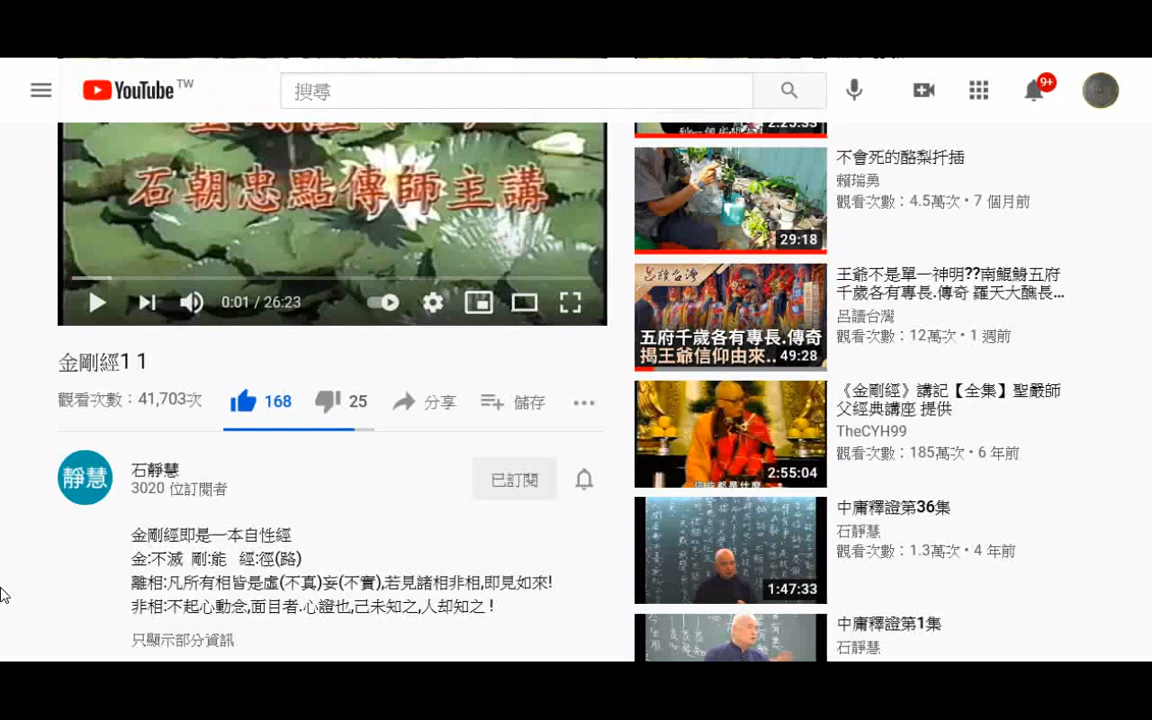 YouTube TW
搜尋
9+
石朝忠點傳師主講
0:01 / 26:23
金剛經1 1
觀看次數：41,703次
168
25
分享
儲存
靜慧
石靜慧
3020 位訂閱者
已訂閱
金剛經即是一本自性經
金:不滅 剛:能 經:徑(路)
離相:凡所有相皆是虛(不真)妄(不實),若見諸相非相,即見如來!
非相:不起心動念,面目者.心證也,己未知之,人却知之 !
只顯示部分資訊
不會死的酪梨扦插
賴瑞勇
觀看次數：4.5萬次・7 個月前
29:18
王爺不是單一神明??南鯤鯓五府
千歲各有專長.傳奇 羅天大醮長...
呂讀台灣
觀看次數：12萬次・1 週前
呂讀台灣
五府千歲各有專長.傳奇
揭王爺信仰由來..
49:28
《金剛經》講記【全集】聖嚴師
父經典講座 提供
TheCYH99
觀看次數：185萬次・6 年前
2:55:04
中庸釋證第36集
石靜慧
觀看次數：1.3萬次・4 年前
1:47:33
中庸釋證第1集
石靜慧